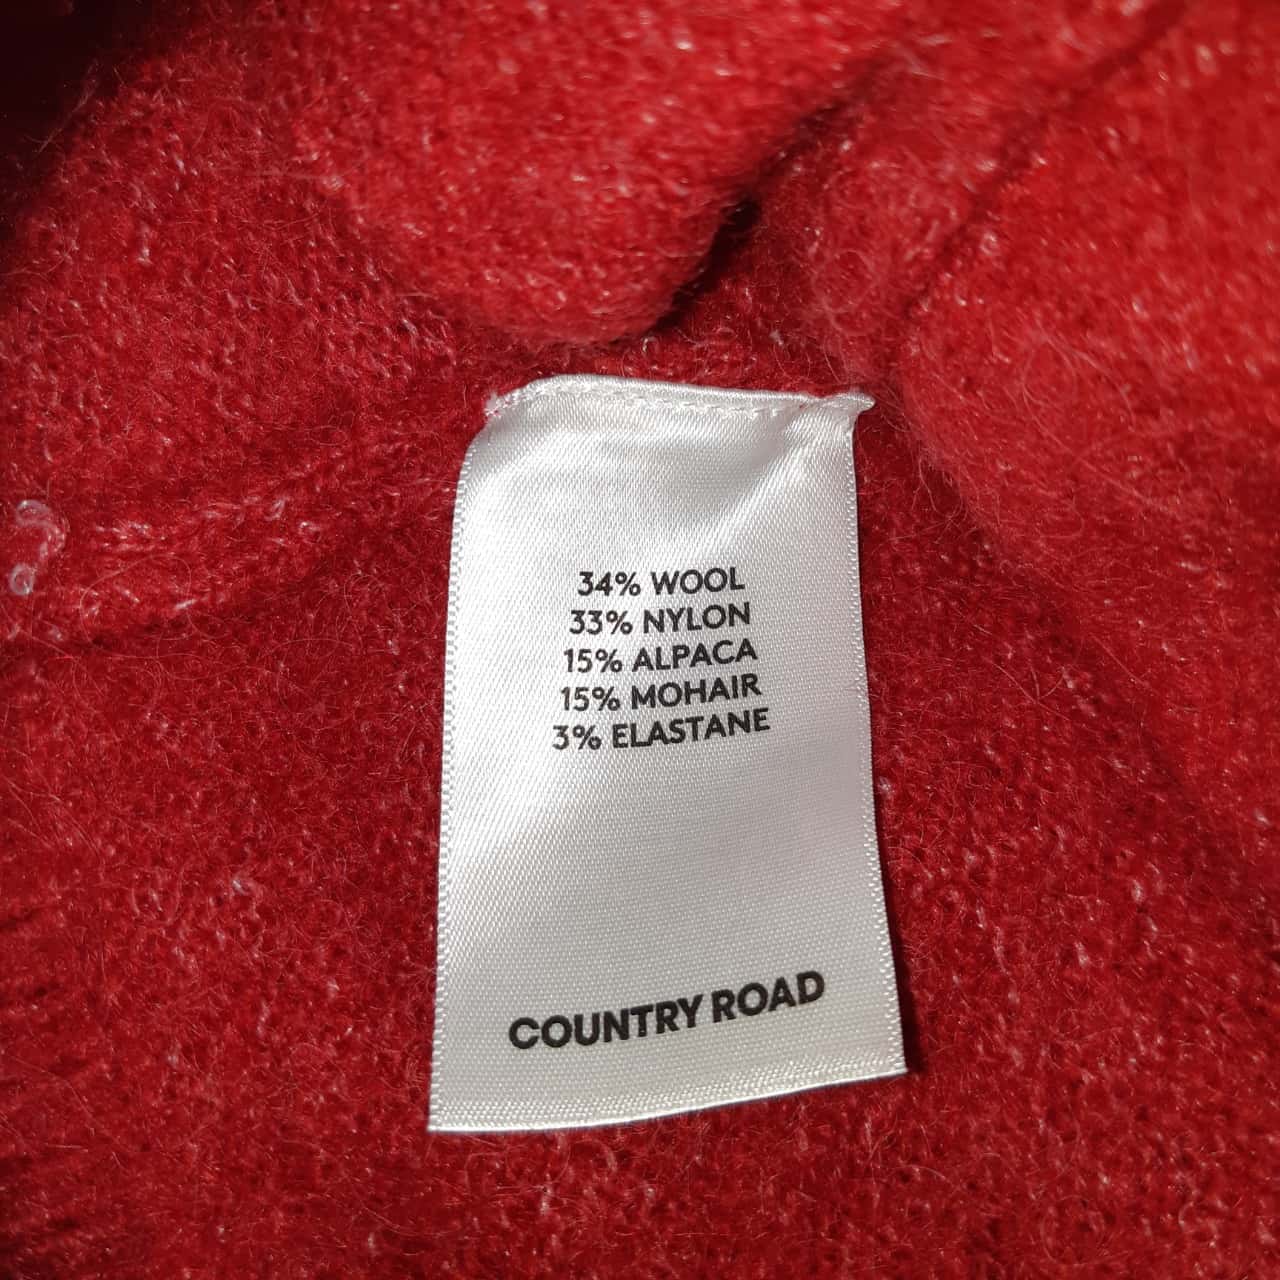 34% WOOL
33% NYLON
15% ALPACA
15% MOHAIR
3% ELASTANE
COUNTRY ROAD